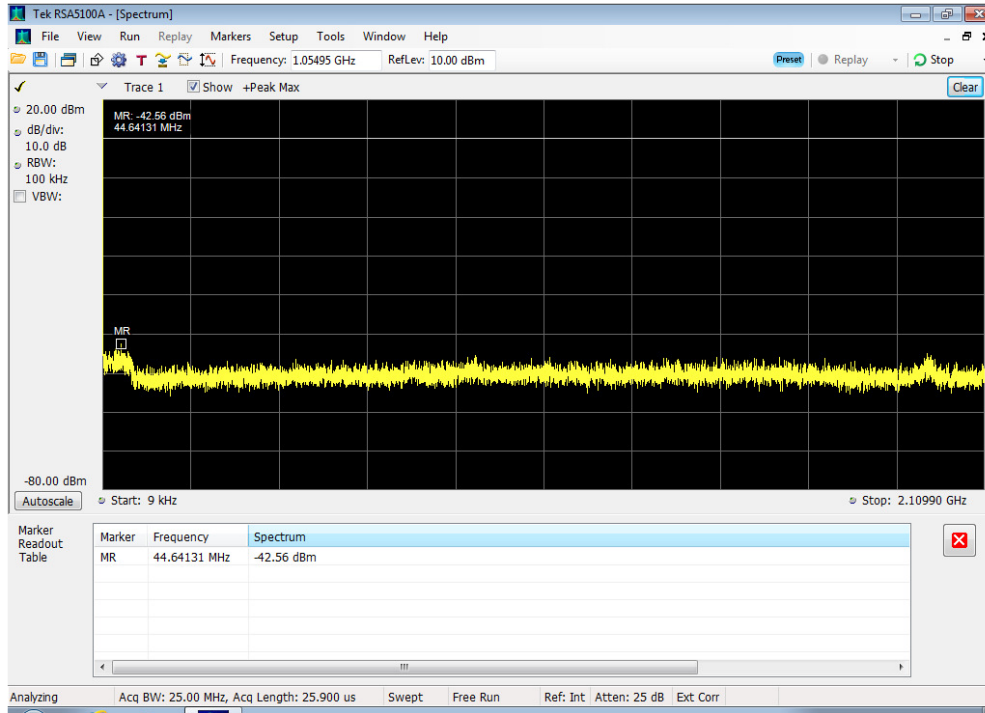 Tek RSA5100A - [Spectrum]
File View Run Replay Markers Setup Tools Window Help
T Frequency: 1.05495 GHz RefLev: 10.00 dBm Preset Replay Stop
Trace 1 Show +Peak Max Clear
20.00 dBm
dB/div:
10.0 dB
RBW:
100 kHz
VBW:
MR: -42.56 dBm
44.64131 MHz
MR
-80.00 dBm
Autoscale Start: 9 kHz Stop: 2.10990 GHz
Marker
Readout
Table
Marker Frequency Spectrum
MR 44.64131 MHz -42.56 dBm
Analyzing Acq BW: 25.00 MHz, Acq Length: 25.900 us Swept Free Run Ref: Int Atten: 25 dB Ext Corr